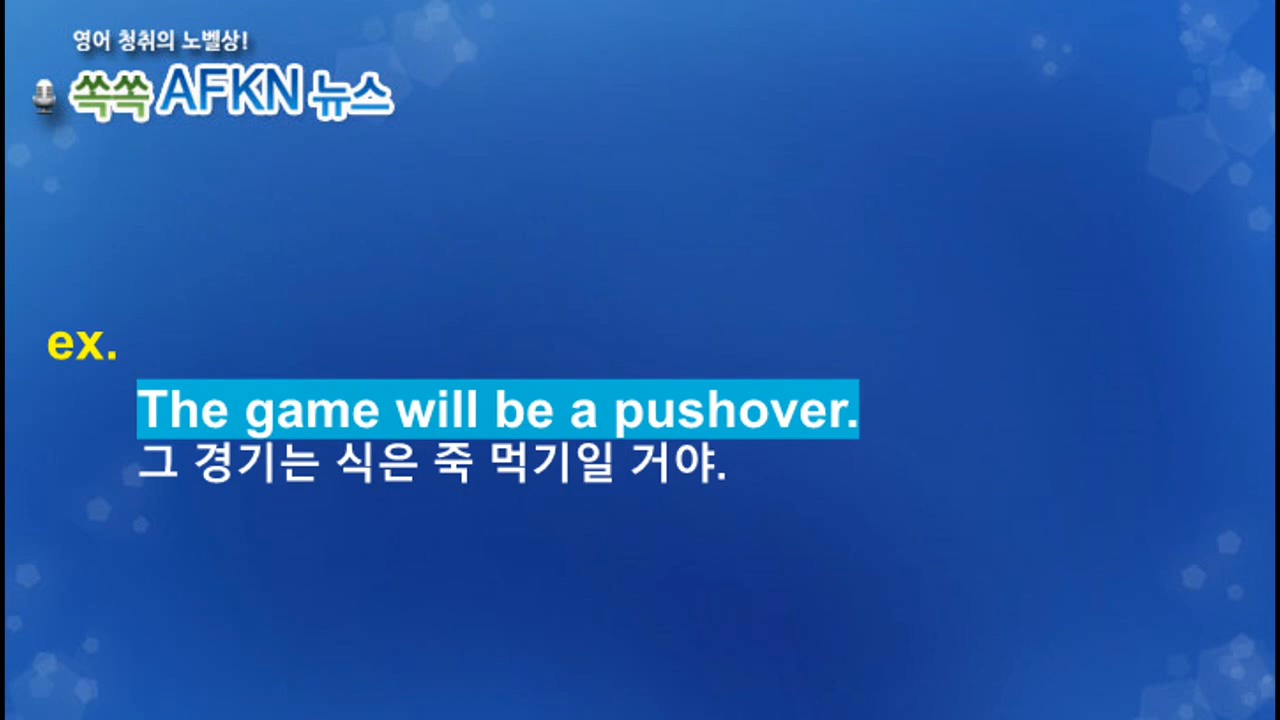 영어 청취의 노벨상!
쏙쏙 AFKN 뉴스
ex.
The game will be a pushover.
그 경기는 식은 죽 먹기일 거야.